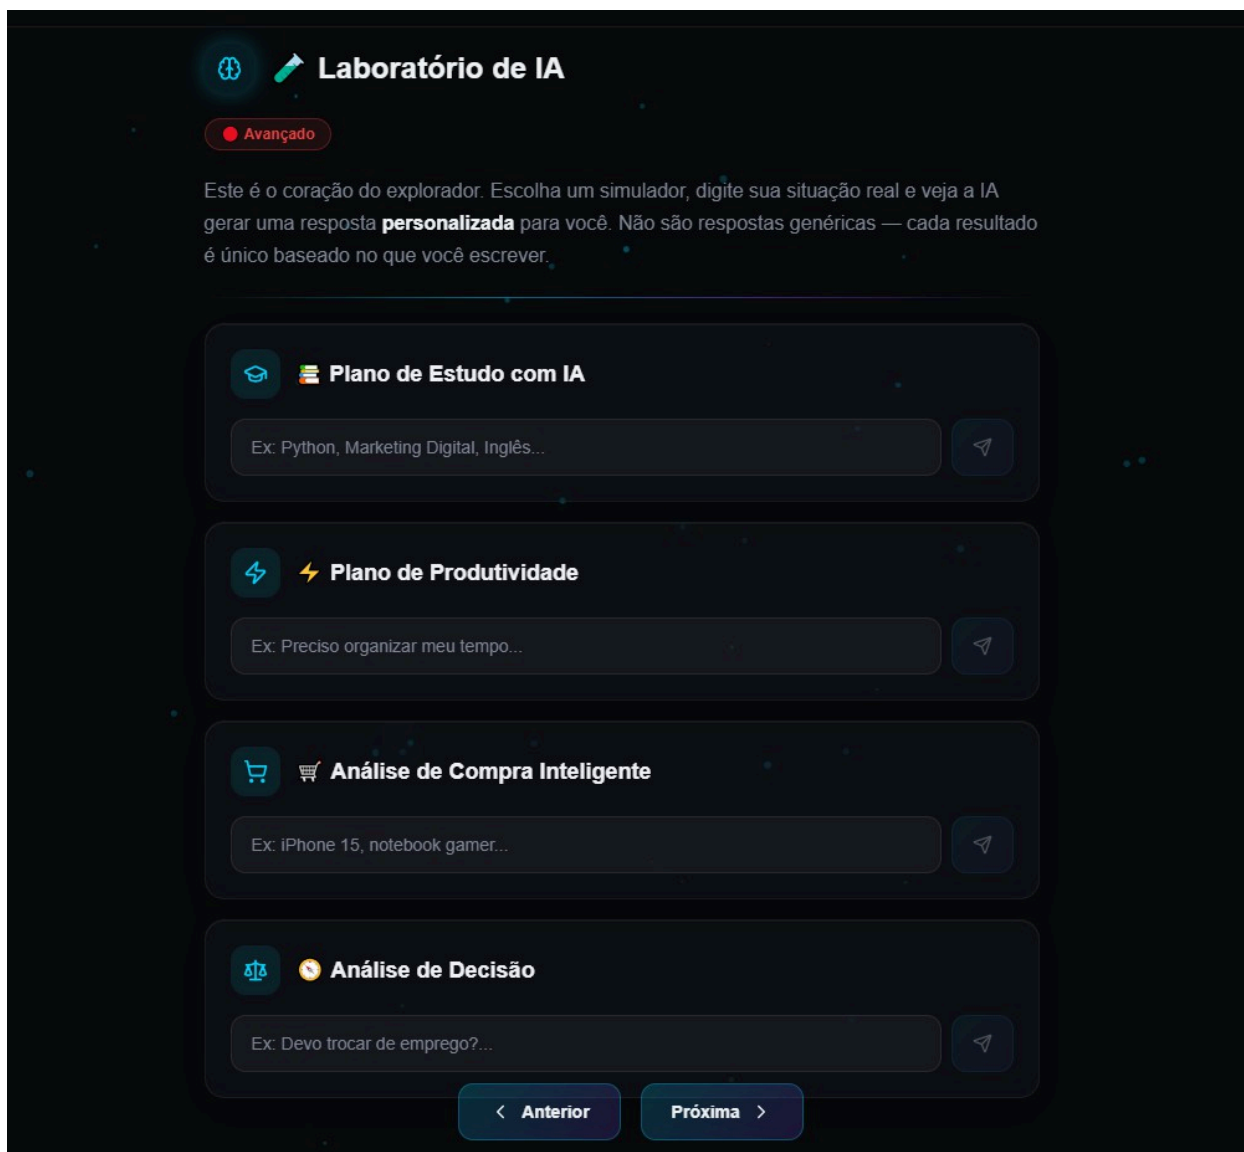 Laboratório de IA
Avançado
Este é o coração do explorador. Escolha um simulador, digite sua situação real e veja a IA
gerar uma resposta personalizada para você. Não são respostas genéricas — cada resultado
é único baseado no que você escrever.
Plano de Estudo com IA
Ex: Python, Marketing Digital, Inglês...
Plano de Produtividade
Ex: Preciso organizar meu tempo...
Análise de Compra Inteligente
Ex: iPhone 15, notebook gamer...
Análise de Decisão
Ex: Devo trocar de emprego?...
Anterior
Próxima